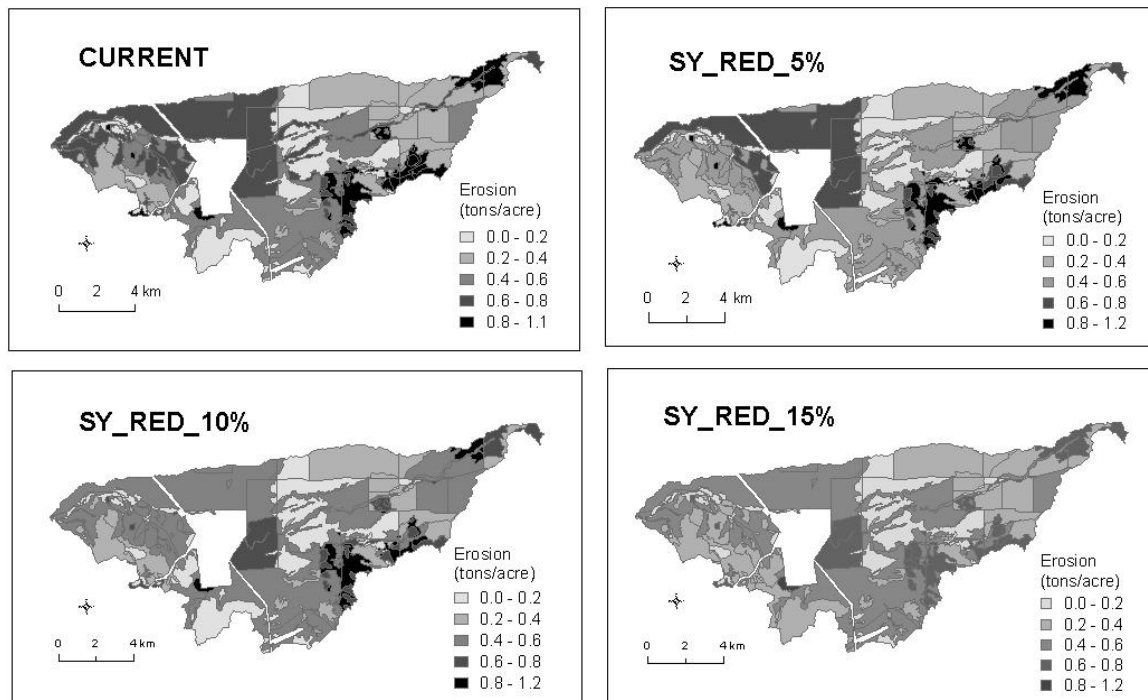 CURRENT
Erosion
(tons/acre)
0.0 - 0.2
0.2 - 0.4
0.4 - 0.6
0.6 - 0.8
0.8 - 1.1
0 2 4 km
SY_RED_5%
Erosion
(tons/acre)
0.0 - 0.2
0.2 - 0.4
0.4 - 0.6
0.6 - 0.8
0.8 - 1.2
0 2 4 km
SY_RED_10%
Erosion
(tons/acre)
0.0 - 0.2
0.2 - 0.4
0.4 - 0.6
0.6 - 0.8
0.8 - 1.2
0 2 4 km
SY_RED_15%
Erosion
(tons/acre)
0.0 - 0.2
0.2 - 0.4
0.4 - 0.6
0.6 - 0.8
0.8 - 1.2
0 2 4 km